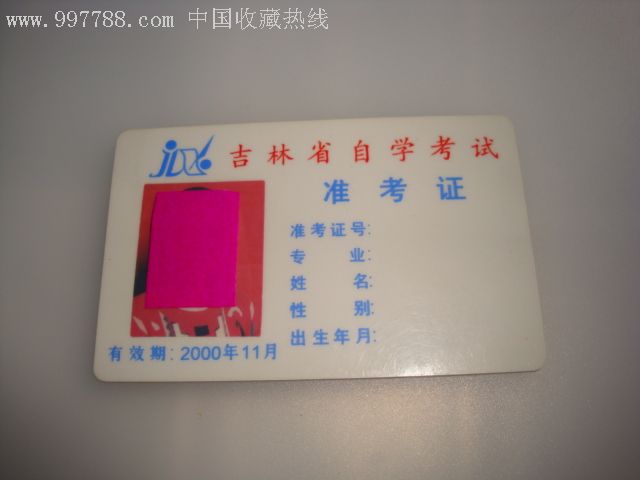 www.997788.com 中国收藏热线
JDX 吉林省自学考试
准考证
准考证号:
专业:
姓名:
性别:
出生年月:
有效期: 2000年11月